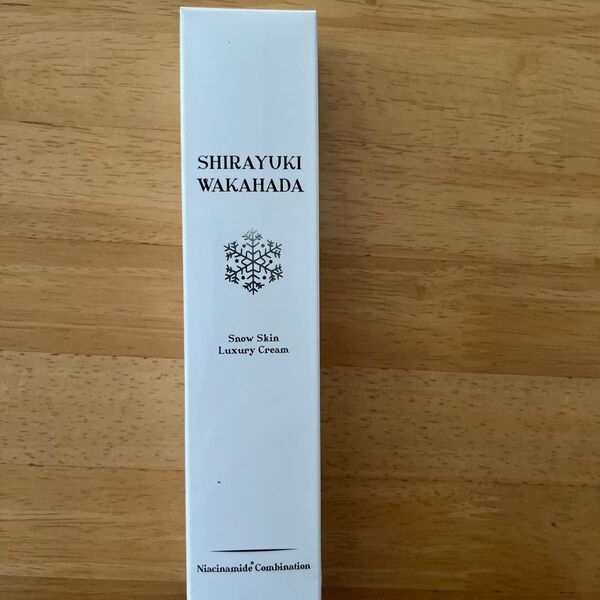 SHIRAYUKI
WAKAHADA
Snow Skin
Luxury Cream
Niacinamide* Combination